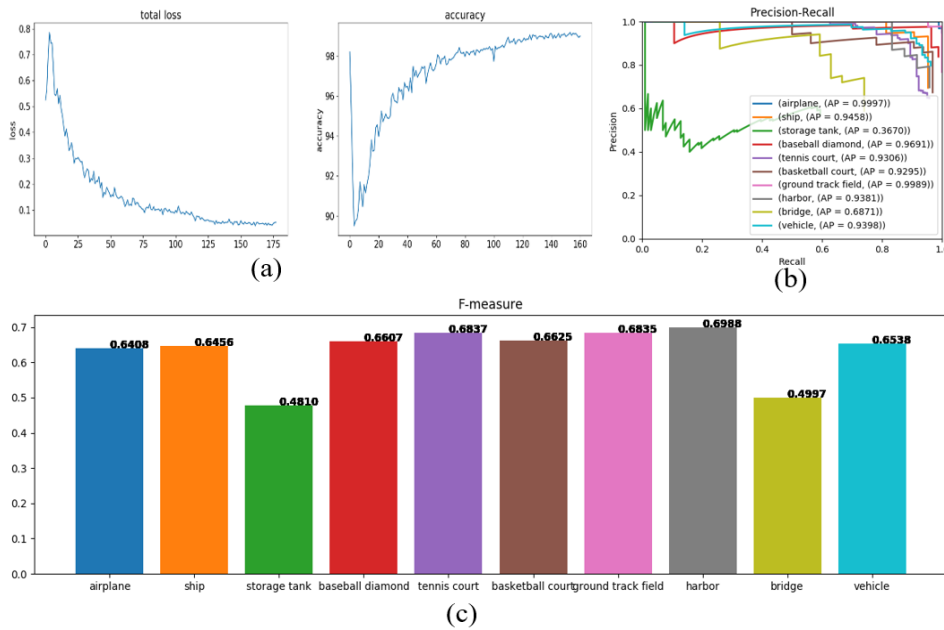 total loss
accuracy
Precision-Recall
0.8
0.7
0.6
0.5
0.4
0.3
0.2
0.1
loss
0 25 50 75 100 125 150 175
98
96
94
92
90
accuracy
0 20 40 60 80 100 120 140 160
1.0
0.8
0.6
0.4
0.2
0.0
Precision
(airplane, (AP = 0.9997))
(ship, (AP = 0.9458))
(storage tank, (AP = 0.3670))
(baseball diamond, (AP = 0.9691))
(tennis court, (AP = 0.9306))
(basketball court, (AP = 0.9295))
(ground track field, (AP = 0.9989))
(harbor, (AP = 0.9381))
(bridge, (AP = 0.6871))
(vehicle, (AP = 0.9398))
0.0 0.2 0.4 0.6 0.8 1.0
Recall
(a)
(b)
F-measure
0.7
0.6
0.5
0.4
0.3
0.2
0.1
0.0
0.6408
0.6456
0.4810
0.6607
0.6837
0.6625
0.6835
0.6988
0.4997
0.6538
airplane ship storage tank baseball diamond tennis court basketball court ground track field harbor bridge vehicle
(c)